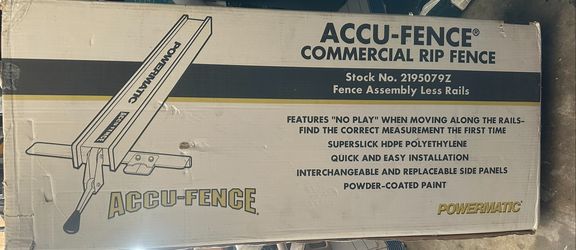 ACCU-FENCE®
COMMERCIAL RIP FENCE
Stock No. 2195079Z
Fence Assembly Less Rails
FEATURES "NO PLAY" WHEN MOVING ALONG THE RAILS–
FIND THE CORRECT MEASUREMENT THE FIRST TIME
SUPERSLICK HDPE POLYETHYLENE
QUICK AND EASY INSTALLATION
INTERCHANGEABLE AND REPLACEABLE SIDE PANELS
POWDER-COATED PAINT
POWERMATIC
POWERMATIC
ACCU-FENCE